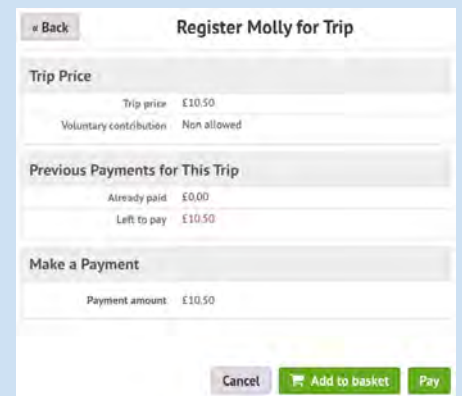 « Back
Register Molly for Trip
Trip Price
Trip price £10.50
Voluntary contribution Non allowed
Previous Payments for This Trip
Already paid £0.00
Left to pay £10.50
Make a Payment
Payment amount £10.50
Cancel Add to basket Pay